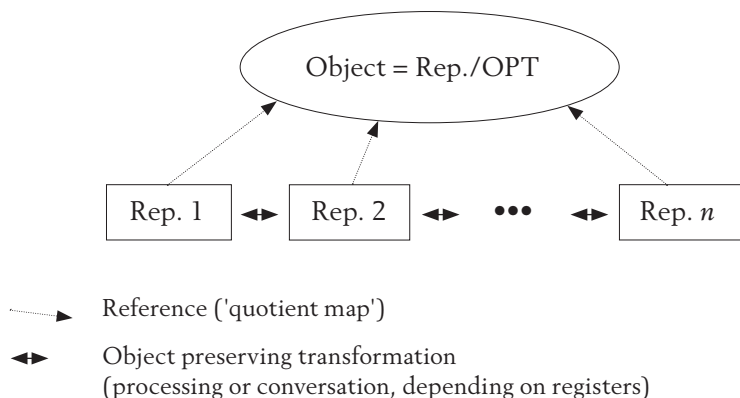 Object = Rep./OPT
Rep. 1
Rep. 2
•••
Rep. n
Reference ('quotient map')
Object preserving transformation
(processing or conversation, depending on registers)